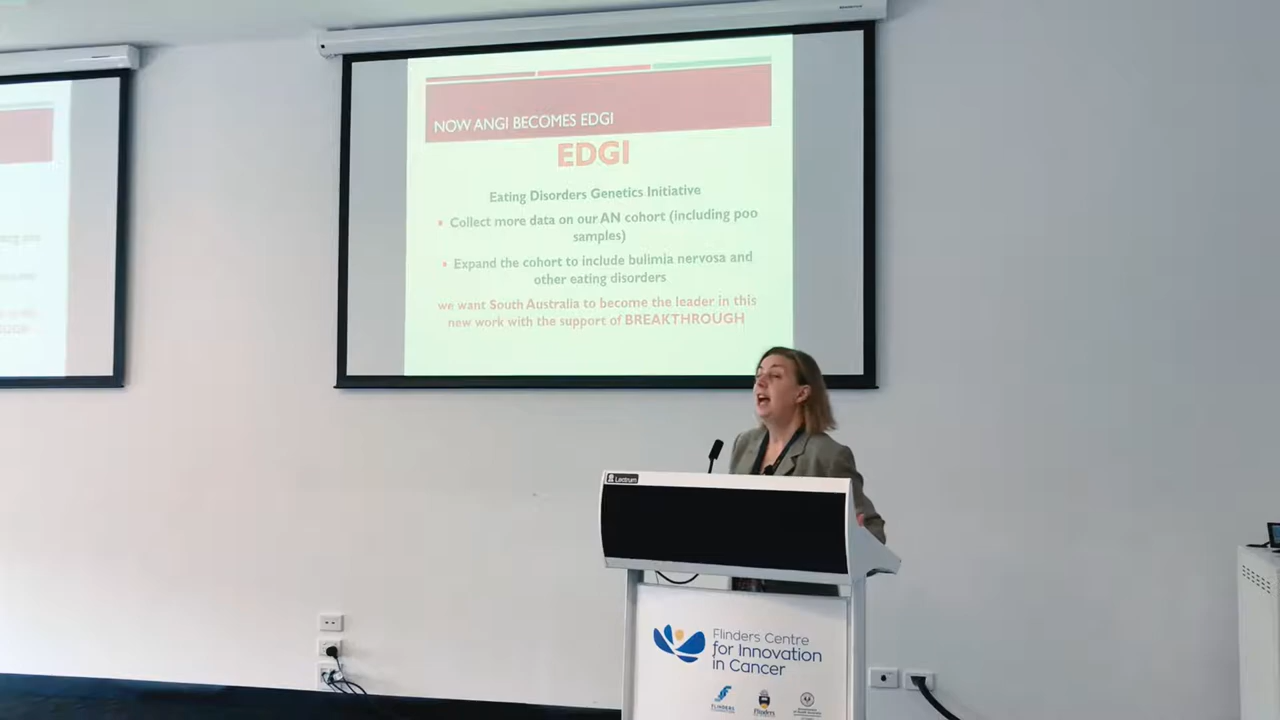 NOW ANGI BECOMES EDGI
EDGI
Eating Disorders Genetics Initiative
Collect more data on our AN cohort (including poo
samples)
Expand the cohort to include bulimia nervosa and
other eating disorders
we want South Australia to become the leader in this
new work with the support of BREAKTHROUGH
Lectrum
Flinders Centre
for Innovation
in Cancer
FLINDERS
Flinders